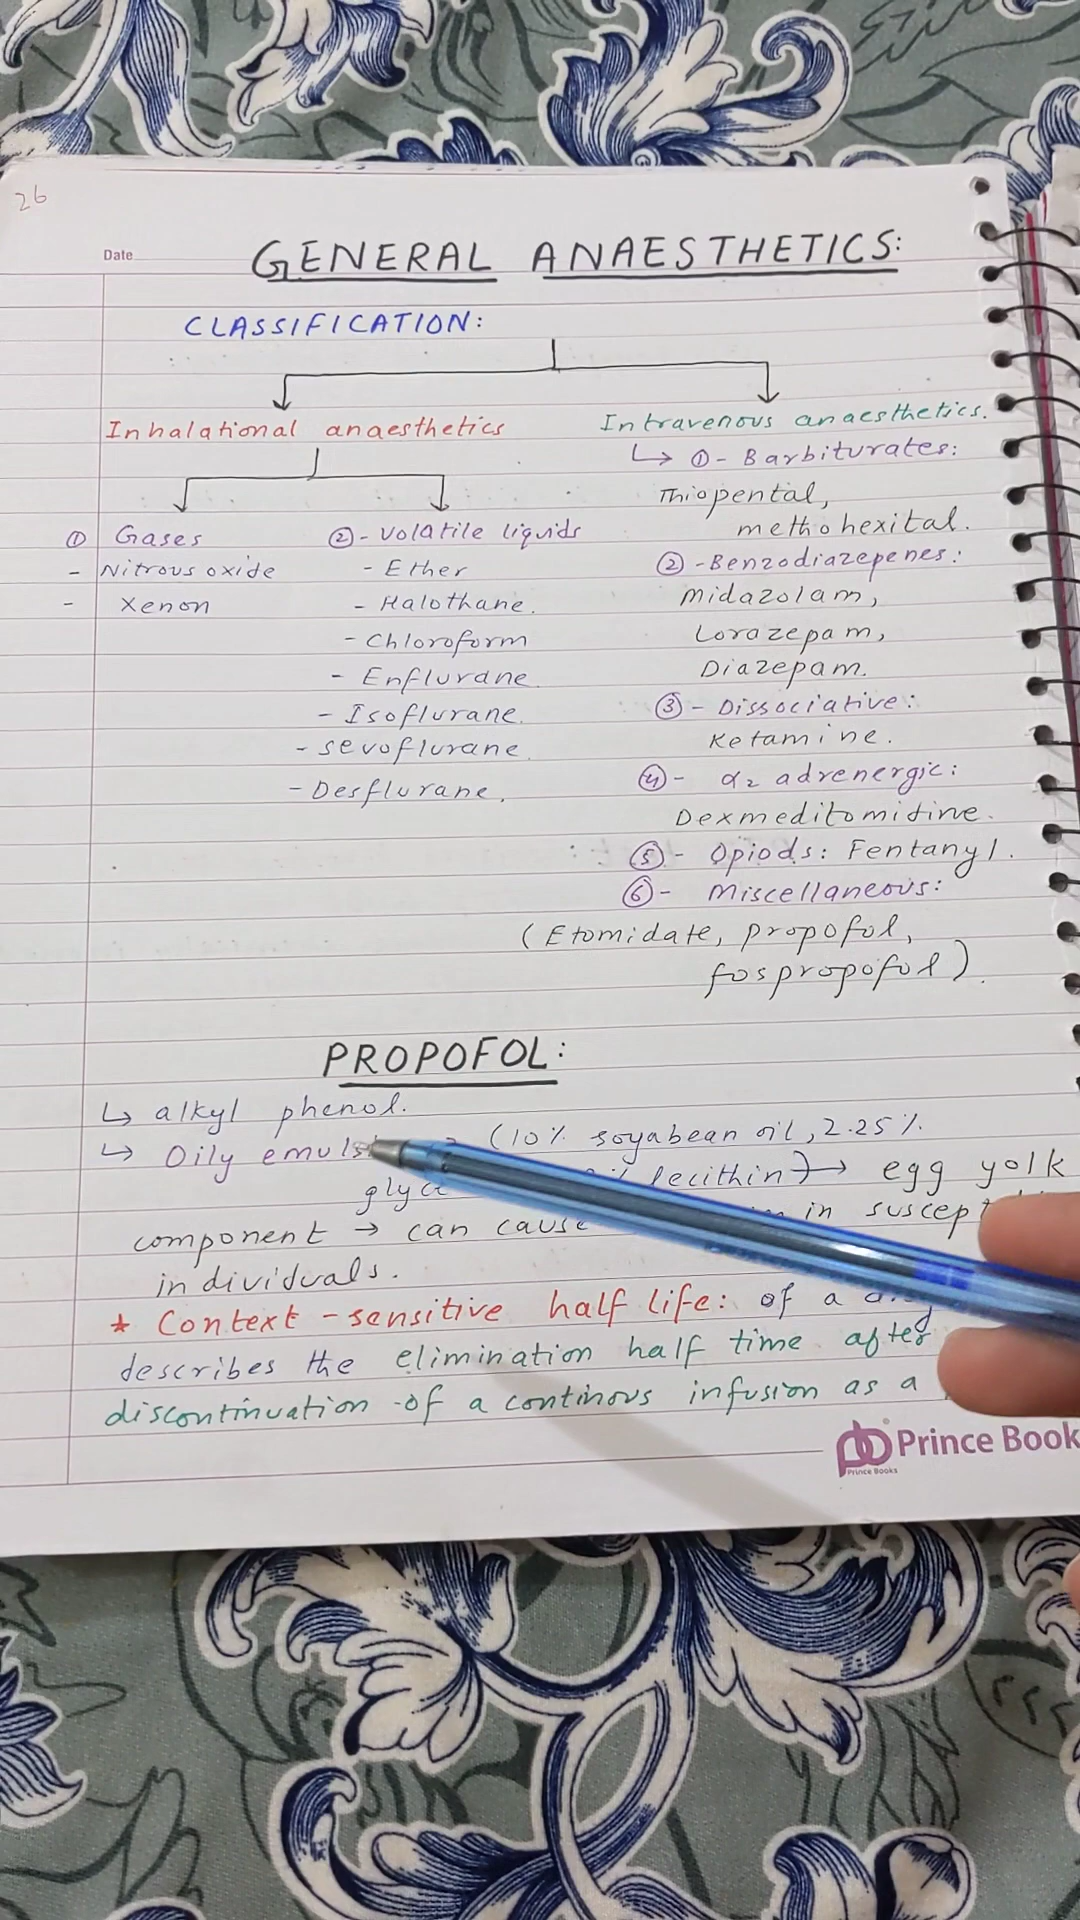 26
Date
GENERAL ANAESTHETICS:
CLASSIFICATION:
Inhalational anaesthetics
① Gases
- Nitrous oxide
- Xenon
②- Volatile liquids
- Ether
- Halothane.
- Chloroform
- Enflurane
- Isoflurane.
- Sevoflurane.
- Desflurane.
Intravenous anaesthetics.
↳ ①- Barbiturates:
Thiopental,
methohexital.
②-Benzodiazepenes:
Midazolam,
Lorazepam,
Diazepam.
③- Dissociative:
Ketamine.
④- α2 adrenergic:
Dexmeditomidine.
⑤- Opiods: Fentanyl.
⑥- Miscellaneous:
(Etomidate, propofol,
fospropofol).
PROPOFOL:
↳ alkyl phenol.
↳ Oily (10% soyabean oil, 2.25%
lecithin) → egg yolk
component → can cause in
individuals.
* Context-sensitive half life: of a
describes the elimination half time after
discontinuation of a continous infusion as a
Prince Book
Prince Books